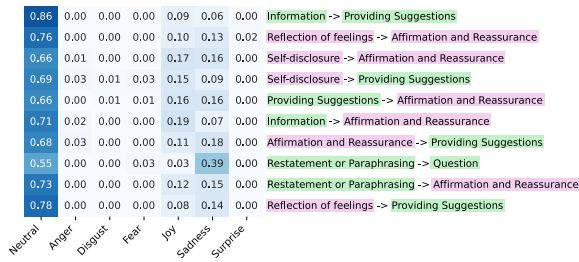 0.86 0.00 0.00 0.00 0.09 0.06 0.00 Information -> Providing Suggestions
0.76 0.00 0.00 0.00 0.10 0.13 0.02 Reflection of feelings -> Affirmation and Reassurance
0.66 0.01 0.00 0.00 0.17 0.16 0.00 Self-disclosure -> Affirmation and Reassurance
0.69 0.03 0.01 0.03 0.15 0.09 0.00 Self-disclosure -> Providing Suggestions
0.66 0.00 0.01 0.01 0.16 0.16 0.00 Providing Suggestions -> Affirmation and Reassurance
0.71 0.02 0.00 0.00 0.19 0.07 0.00 Information -> Affirmation and Reassurance
0.68 0.03 0.00 0.00 0.11 0.18 0.00 Affirmation and Reassurance -> Providing Suggestions
0.55 0.00 0.00 0.03 0.03 0.39 0.00 Restatement or Paraphrasing -> Question
0.73 0.00 0.00 0.00 0.12 0.15 0.00 Restatement or Paraphrasing -> Affirmation and Reassurance
0.78 0.00 0.00 0.00 0.08 0.14 0.00 Reflection of feelings -> Providing Suggestions
Neutral Anger Disgust Fear Joy Sadness Surprise